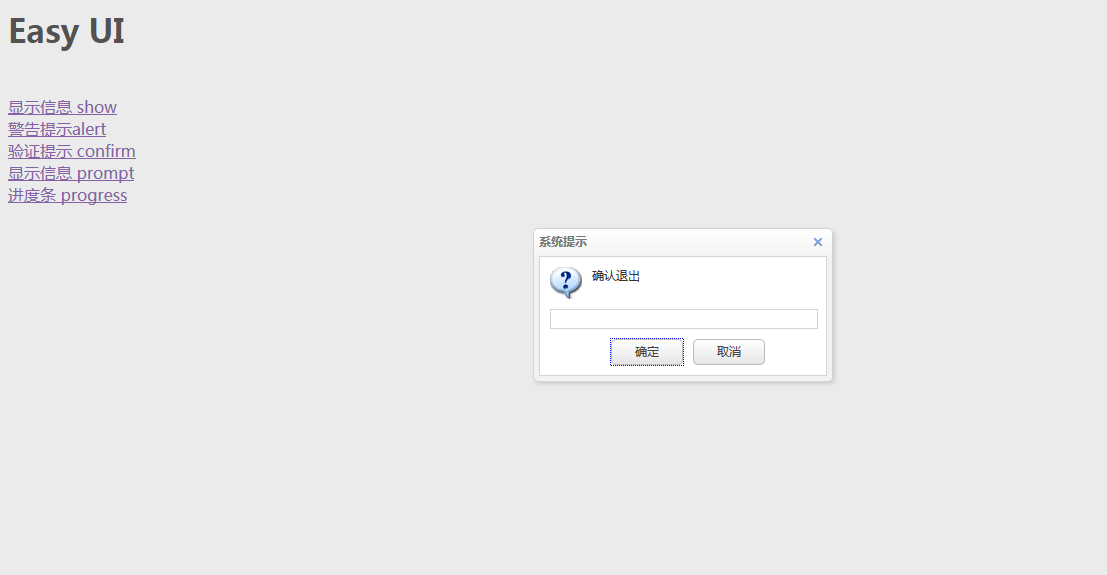 Easy UI
显示信息 show
警告提示alert
验证提示 confirm
显示信息 prompt
进度条 progress
系统提示
确认退出
确定 取消